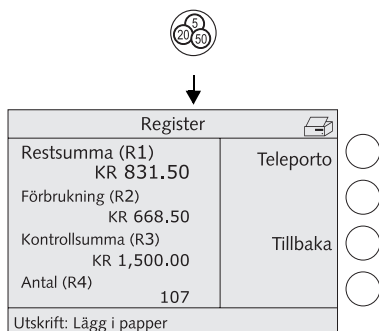 5
20 50
Register
Restsumma (R1)
KR 831.50
Teleporto
Förbrukning (R2)
KR 668.50
Kontrollsumma (R3)
KR 1,500.00
Tillbaka
Antal (R4)
107
Utskrift: Lägg i papper